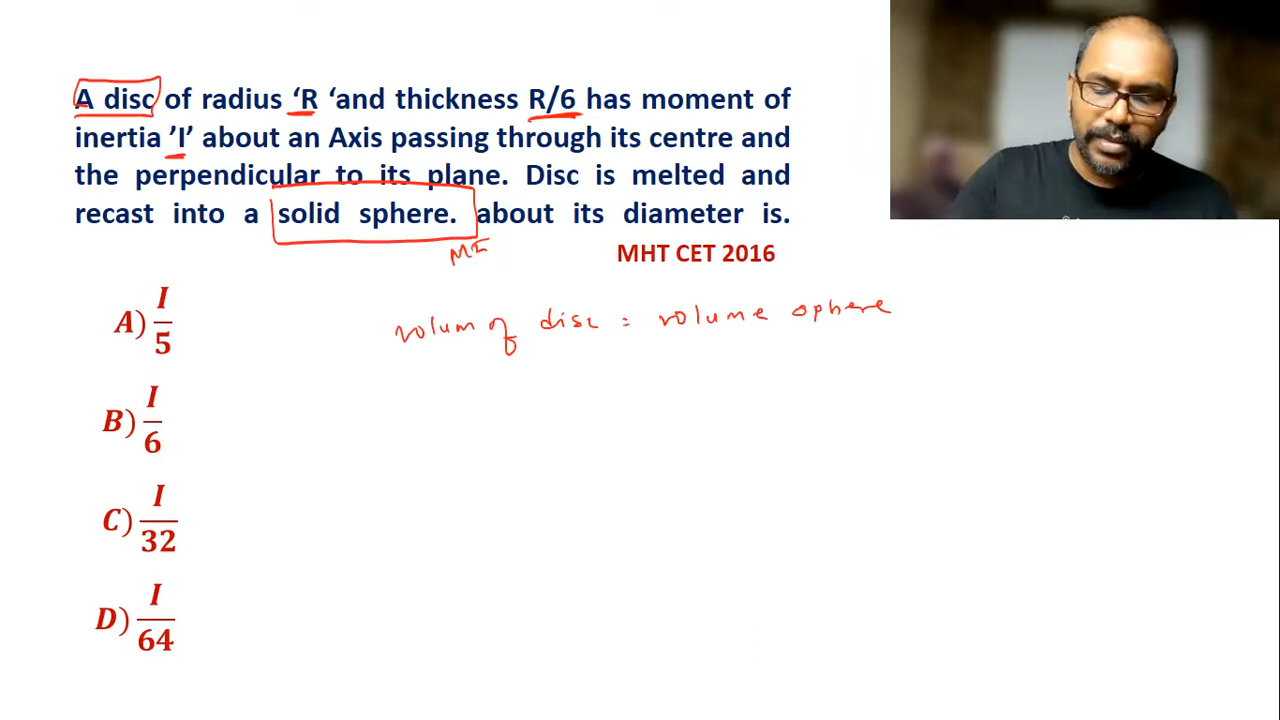 A disc of radius ‘R ‘and thickness R/6 has moment of
inertia ’I’ about an Axis passing through its centre and
the perpendicular to its plane. Disc is melted and
recast into a solid sphere. about its diameter is.
MI
MHT CET 2016
A) I/5
volum of disc = volume sphere
B) I/6
C) I/32
D) I/64